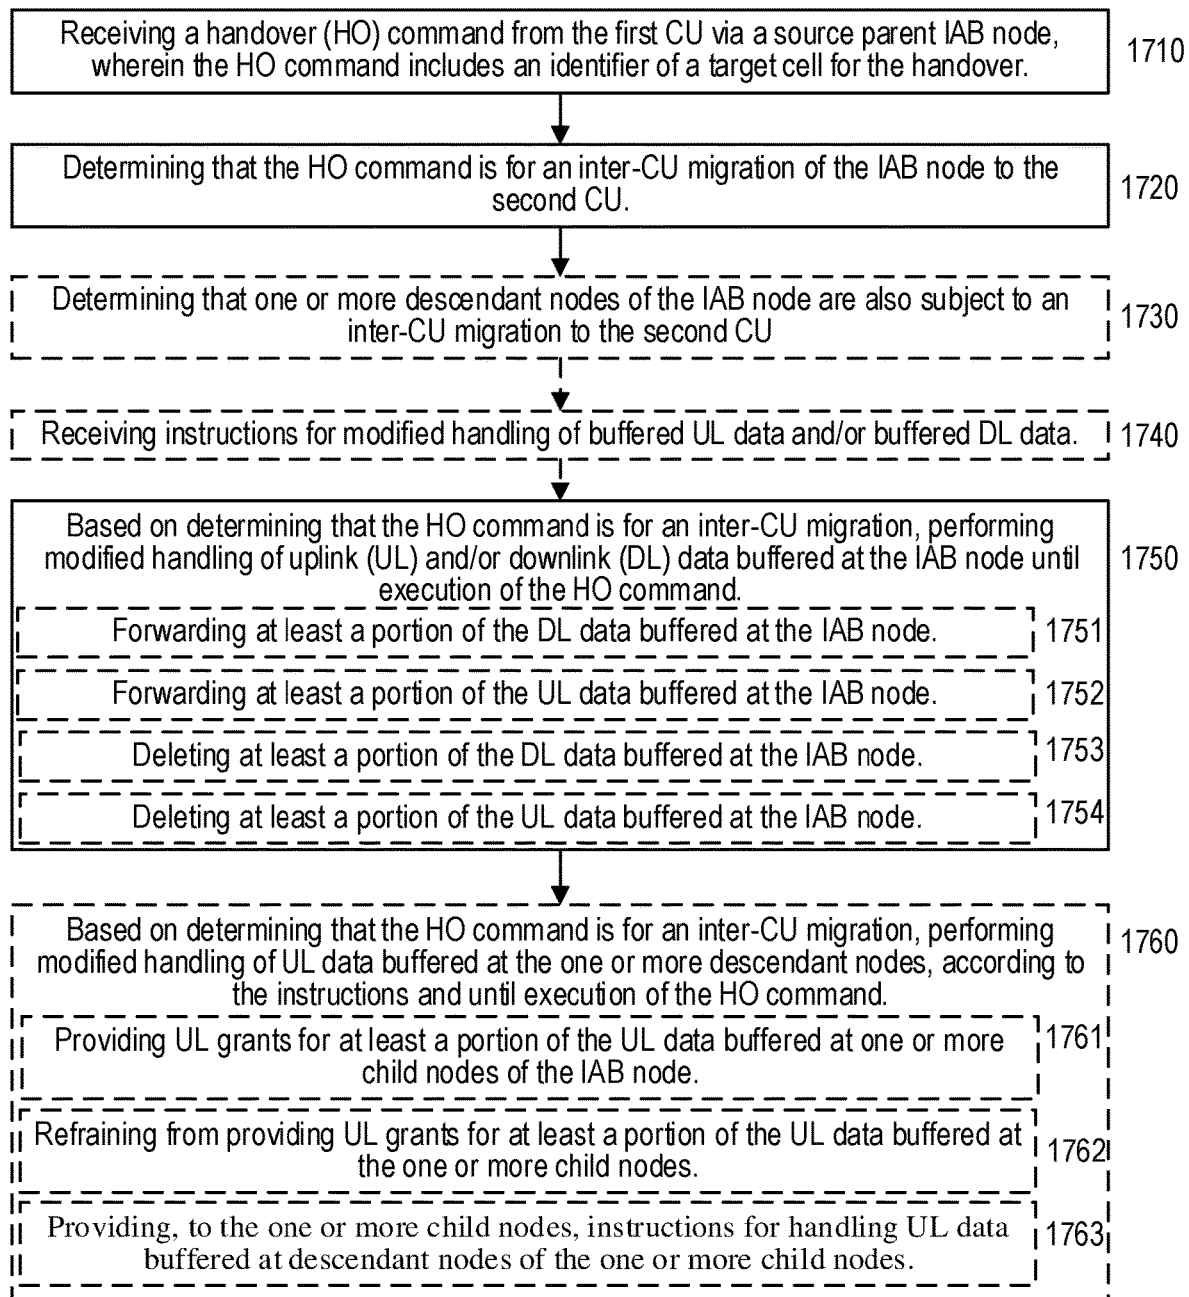 Receiving a handover (HO) command from the first CU via a source parent IAB node,
wherein the HO command includes an identifier of a target cell for the handover.
1710
Determining that the HO command is for an inter-CU migration of the IAB node to the
second CU.
1720
Determining that one or more descendant nodes of the IAB node are also subject to an
inter-CU migration to the second CU
1730
Receiving instructions for modified handling of buffered UL data and/or buffered DL data.
1740
Based on determining that the HO command is for an inter-CU migration, performing
modified handling of uplink (UL) and/or downlink (DL) data buffered at the IAB node until
execution of the HO command.
1750
Forwarding at least a portion of the DL data buffered at the IAB node.
1751
Forwarding at least a portion of the UL data buffered at the IAB node.
1752
Deleting at least a portion of the DL data buffered at the IAB node.
1753
Deleting at least a portion of the UL data buffered at the IAB node.
1754
Based on determining that the HO command is for an inter-CU migration, performing
modified handling of UL data buffered at the one or more descendant nodes, according to
the instructions and until execution of the HO command.
1760
Providing UL grants for at least a portion of the UL data buffered at one or more
child nodes of the IAB node.
1761
Refraining from providing UL grants for at least a portion of the UL data buffered at
the one or more child nodes.
1762
Providing, to the one or more child nodes, instructions for handling UL data
buffered at descendant nodes of the one or more child nodes.
1763